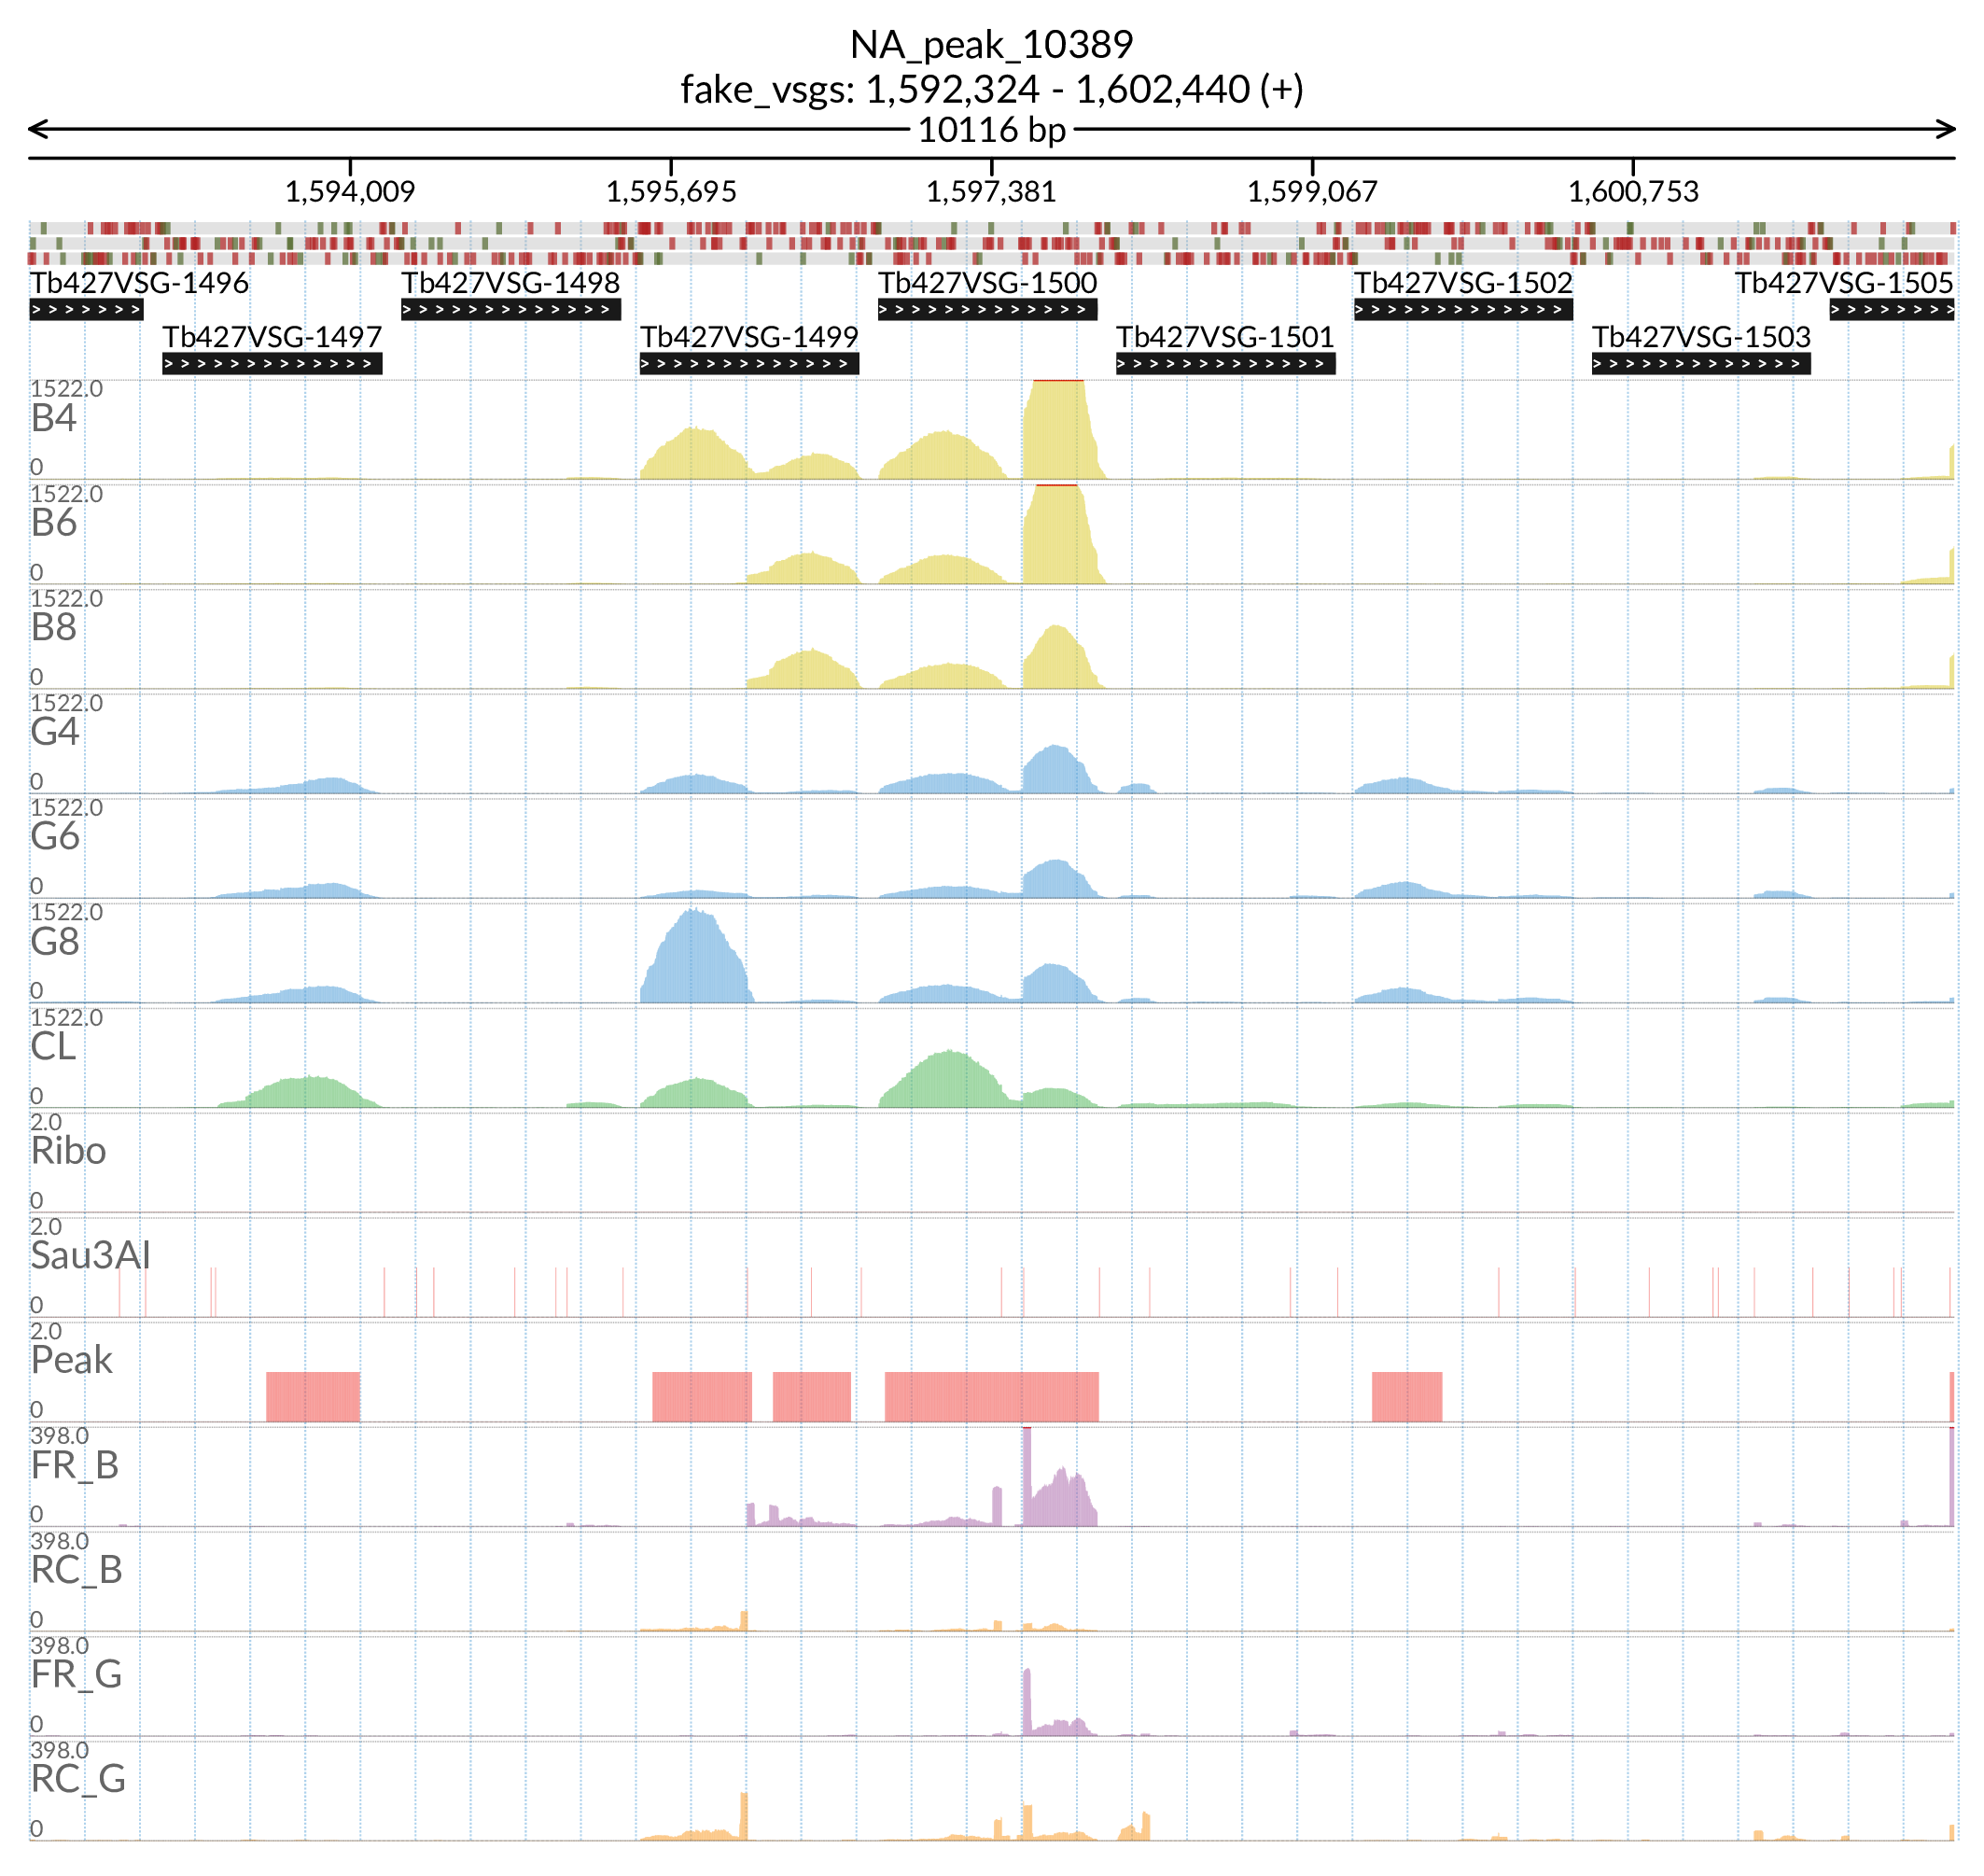 NA_peak_10389
fake_vsgs: 1,592,324 - 1,602,440 (+)
10116 bp
1,594,009 1,595,695 1,597,381 1,599,067 1,600,753
Tb427VSG-1496 Tb427VSG-1498 Tb427VSG-1500 Tb427VSG-1502 Tb427VSG-1505
Tb427VSG-1497 Tb427VSG-1499 Tb427VSG-1501 Tb427VSG-1503
1522.0
B4
0
1522.0
B6
0
1522.0
B8
0
1522.0
G4
0
1522.0
G6
0
1522.0
G8
0
1522.0
CL
0
2.0
Ribo
0
2.0
Sau3AI
0
2.0
Peak
0
398.0
FR_B
0
398.0
RC_B
0
398.0
FR_G
0
398.0
RC_G
0